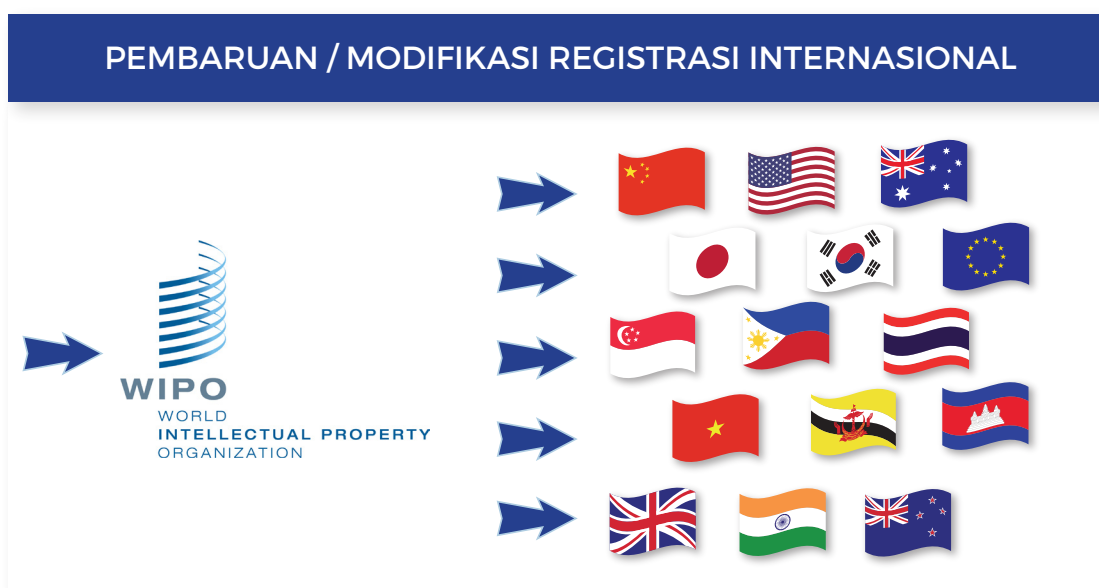 PEMBARUAN / MODIFIKASI REGISTRASI INTERNASIONAL
WIPO
WORLD
INTELLECTUAL PROPERTY
ORGANIZATION